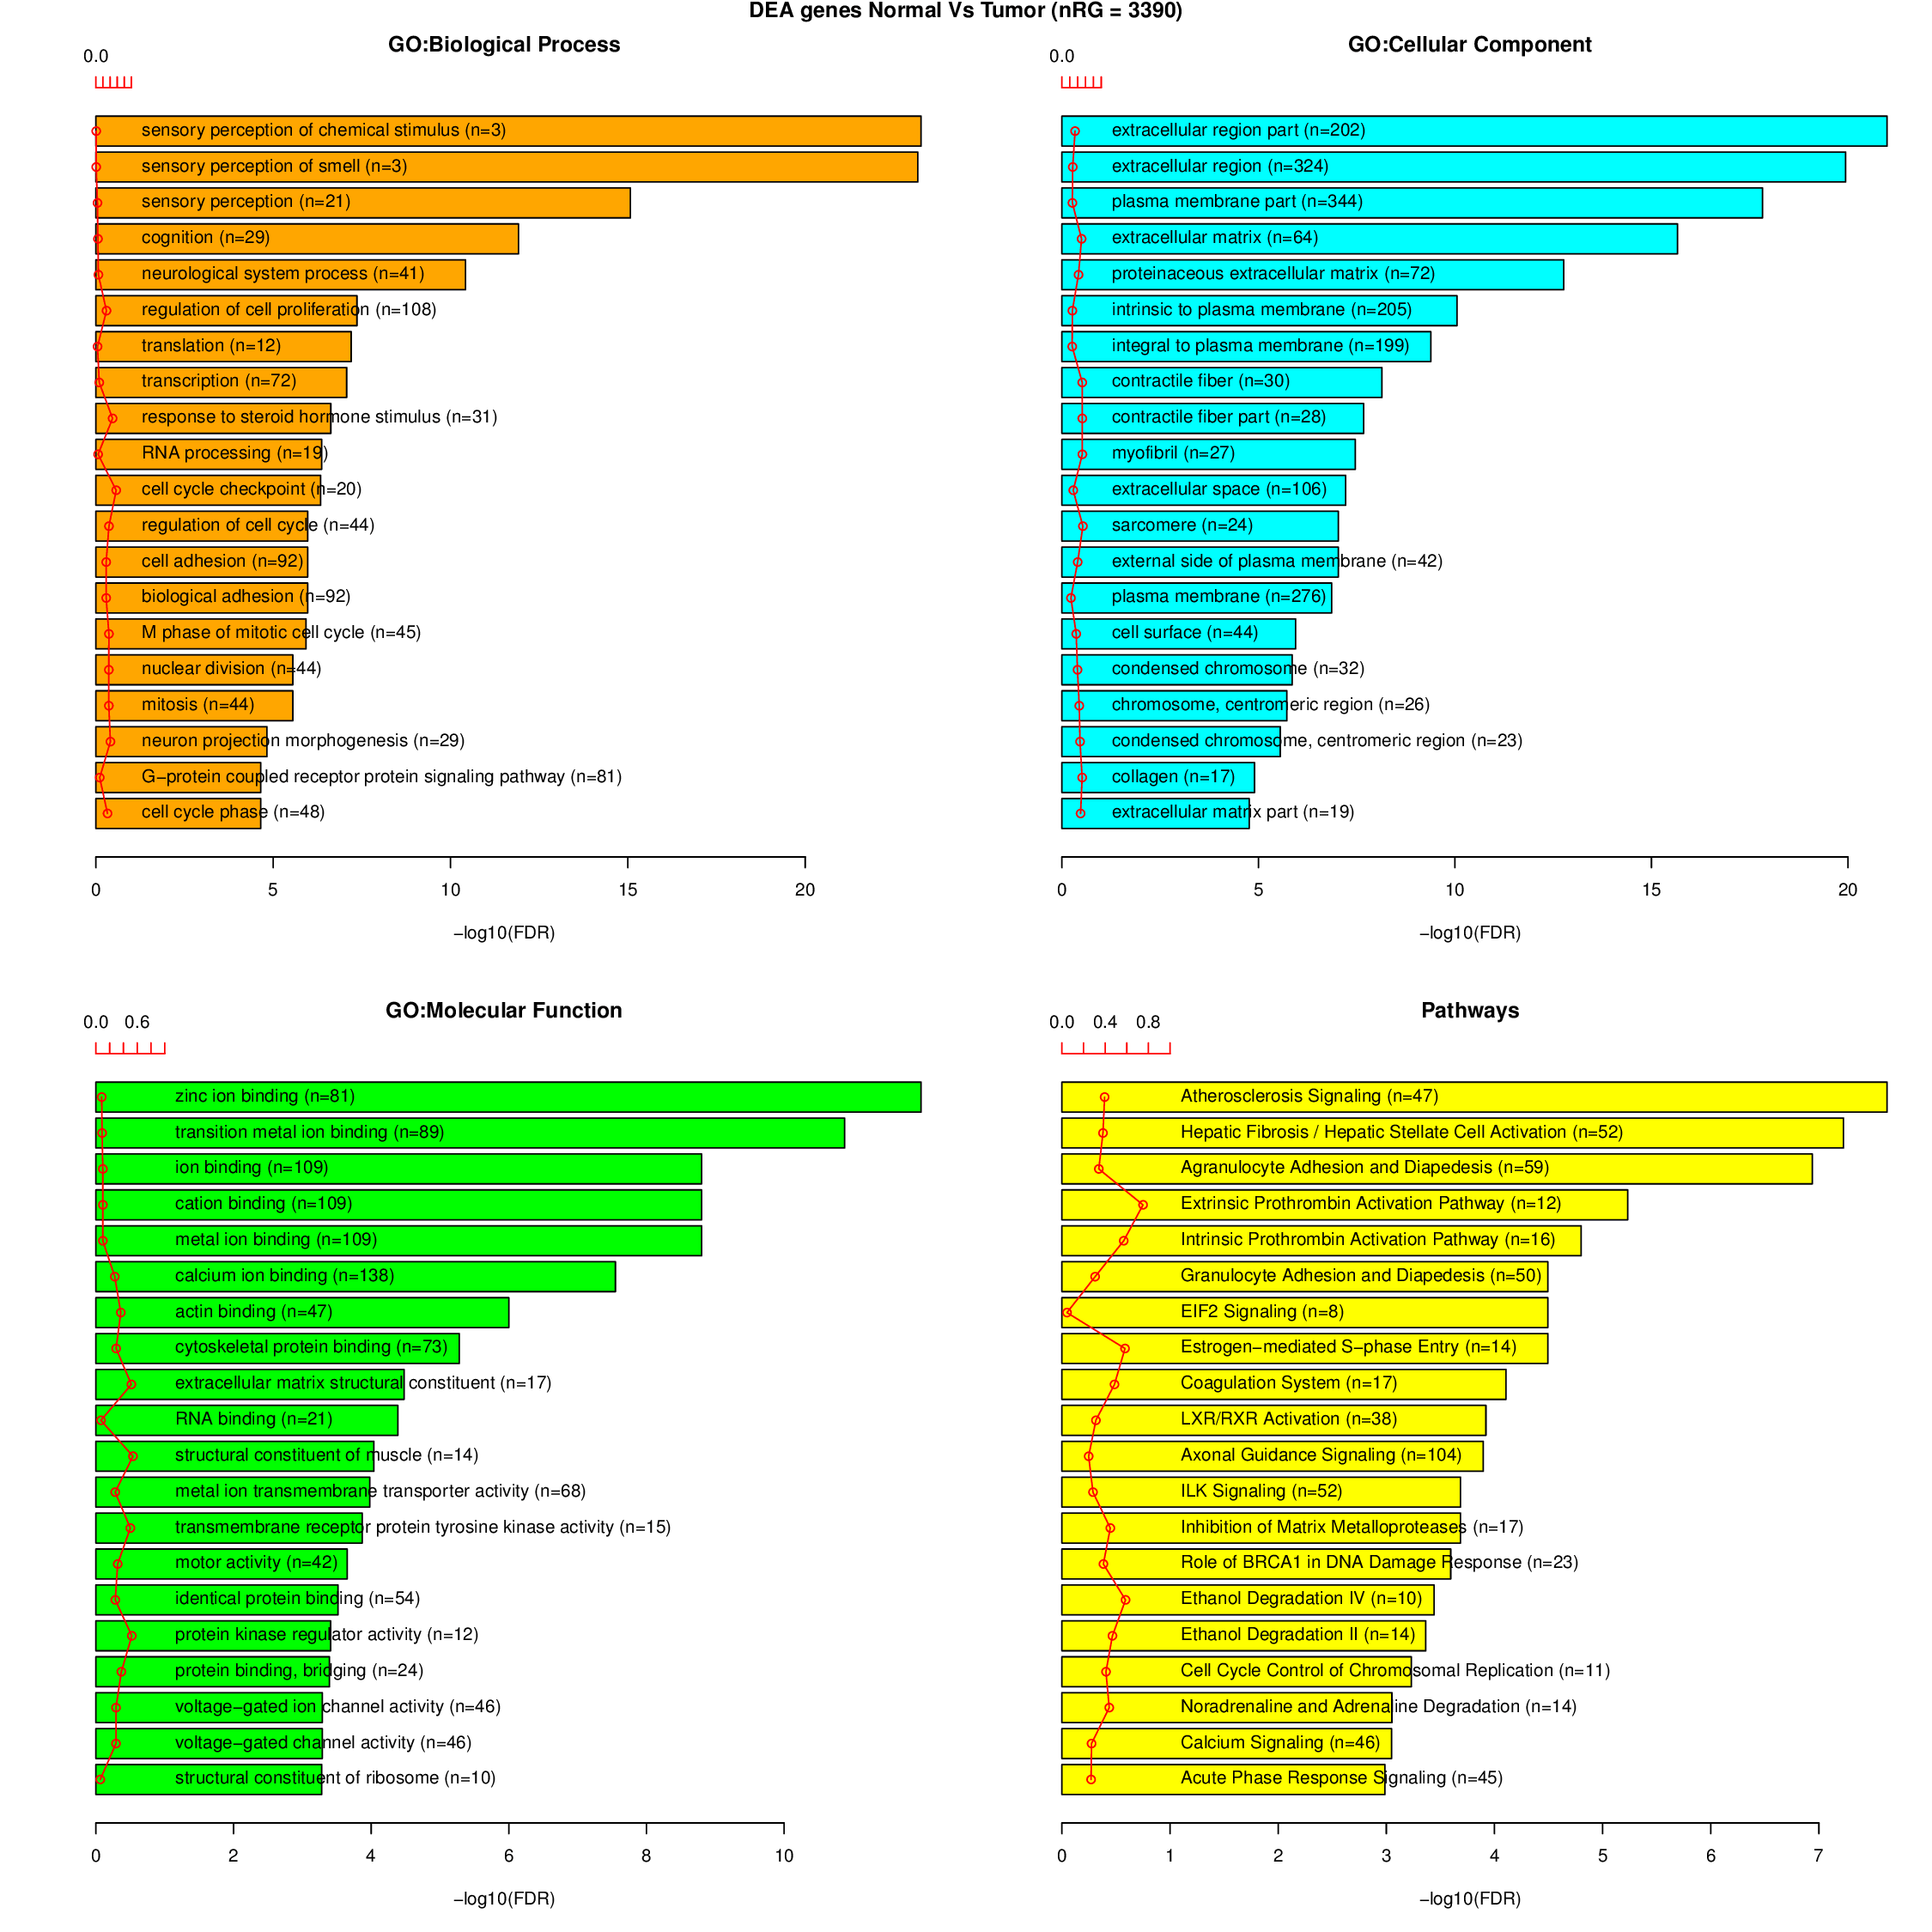 DEA genes Normal Vs Tumor (nRG = 3390)
GO:Biological Process
0.0
sensory perception of chemical stimulus (n=3)
sensory perception of smell (n=3)
sensory perception (n=21)
cognition (n=29)
neurological system process (n=41)
regulation of cell proliferation (n=108)
translation (n=12)
transcription (n=72)
response to steroid hormone stimulus (n=31)
RNA processing (n=19)
cell cycle checkpoint (n=20)
regulation of cell cycle (n=44)
cell adhesion (n=92)
biological adhesion (n=92)
M phase of mitotic cell cycle (n=45)
nuclear division (n=44)
mitosis (n=44)
neuron projection morphogenesis (n=29)
G−protein coupled receptor protein signaling pathway (n=81)
cell cycle phase (n=48)
0 5 10 15 20
−log10(FDR)
GO:Cellular Component
0.0
extracellular region part (n=202)
extracellular region (n=324)
plasma membrane part (n=344)
extracellular matrix (n=64)
proteinaceous extracellular matrix (n=72)
intrinsic to plasma membrane (n=205)
integral to plasma membrane (n=199)
contractile fiber (n=30)
contractile fiber part (n=28)
myofibril (n=27)
extracellular space (n=106)
sarcomere (n=24)
external side of plasma membrane (n=42)
plasma membrane (n=276)
cell surface (n=44)
condensed chromosome (n=32)
chromosome, centromeric region (n=26)
condensed chromosome, centromeric region (n=23)
collagen (n=17)
extracellular matrix part (n=19)
0 5 10 15 20
−log10(FDR)
GO:Molecular Function
0.0 0.6
zinc ion binding (n=81)
transition metal ion binding (n=89)
ion binding (n=109)
cation binding (n=109)
metal ion binding (n=109)
calcium ion binding (n=138)
actin binding (n=47)
cytoskeletal protein binding (n=73)
extracellular matrix structural constituent (n=17)
RNA binding (n=21)
structural constituent of muscle (n=14)
metal ion transmembrane transporter activity (n=68)
transmembrane receptor protein tyrosine kinase activity (n=15)
motor activity (n=42)
identical protein binding (n=54)
protein kinase regulator activity (n=12)
protein binding, bridging (n=24)
voltage−gated ion channel activity (n=46)
voltage−gated channel activity (n=46)
structural constituent of ribosome (n=10)
0 2 4 6 8 10
−log10(FDR)
Pathways
0.0 0.4 0.8
Atherosclerosis Signaling (n=47)
Hepatic Fibrosis / Hepatic Stellate Cell Activation (n=52)
Agranulocyte Adhesion and Diapedesis (n=59)
Extrinsic Prothrombin Activation Pathway (n=12)
Intrinsic Prothrombin Activation Pathway (n=16)
Granulocyte Adhesion and Diapedesis (n=50)
EIF2 Signaling (n=8)
Estrogen−mediated S−phase Entry (n=14)
Coagulation System (n=17)
LXR/RXR Activation (n=38)
Axonal Guidance Signaling (n=104)
ILK Signaling (n=52)
Inhibition of Matrix Metalloproteases (n=17)
Role of BRCA1 in DNA Damage Response (n=23)
Ethanol Degradation IV (n=10)
Ethanol Degradation II (n=14)
Cell Cycle Control of Chromosomal Replication (n=11)
Noradrenaline and Adrenaline Degradation (n=14)
Calcium Signaling (n=46)
Acute Phase Response Signaling (n=45)
0 1 2 3 4 5 6 7
−log10(FDR)